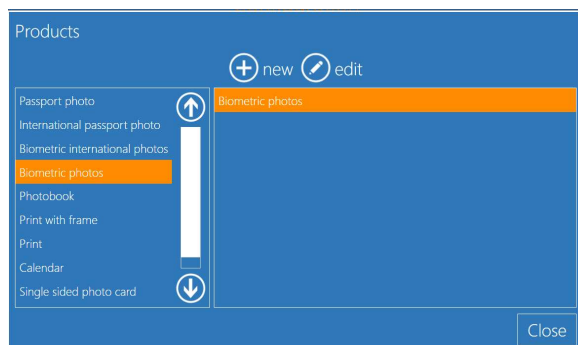 Products
new edit
Passport photo
International passport photo
Biometric international photos
Biometric photos
Photobook
Print with frame
Print
Calendar
Single sided photo card
Biometric photos
Close